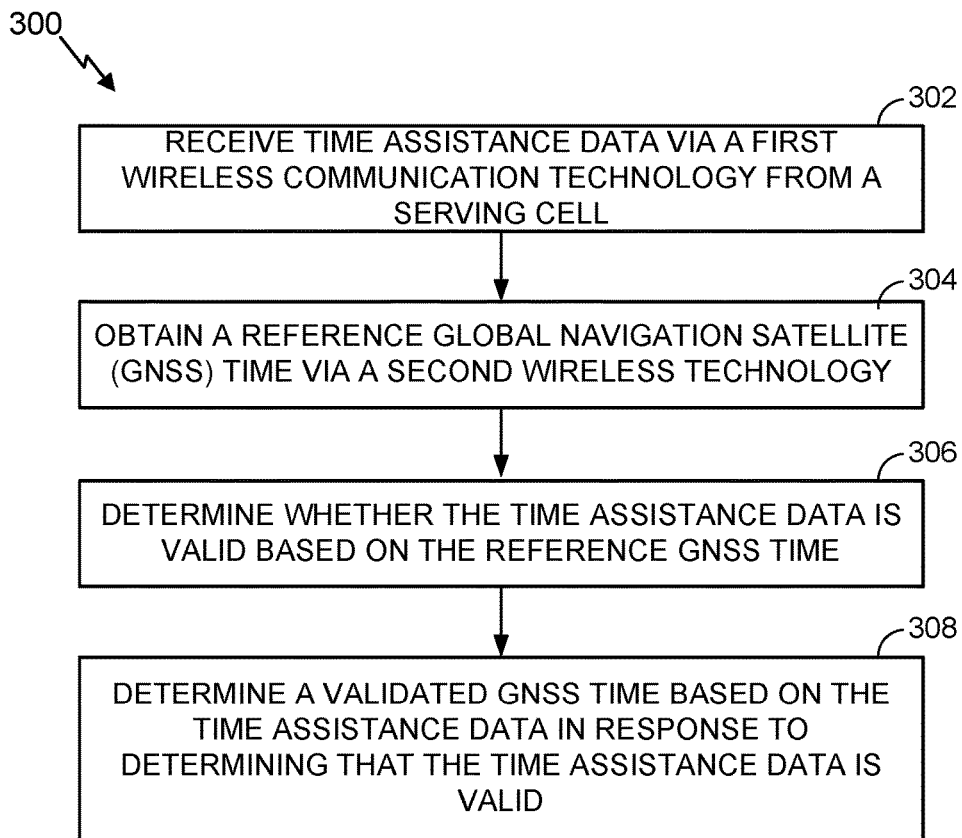 300
302
RECEIVE TIME ASSISTANCE DATA VIA A FIRST
WIRELESS COMMUNICATION TECHNOLOGY FROM A
SERVING CELL
304
OBTAIN A REFERENCE GLOBAL NAVIGATION SATELLITE
(GNSS) TIME VIA A SECOND WIRELESS TECHNOLOGY
306
DETERMINE WHETHER THE TIME ASSISTANCE DATA IS
VALID BASED ON THE REFERENCE GNSS TIME
308
DETERMINE A VALIDATED GNSS TIME BASED ON THE
TIME ASSISTANCE DATA IN RESPONSE TO
DETERMINING THAT THE TIME ASSISTANCE DATA IS
VALID